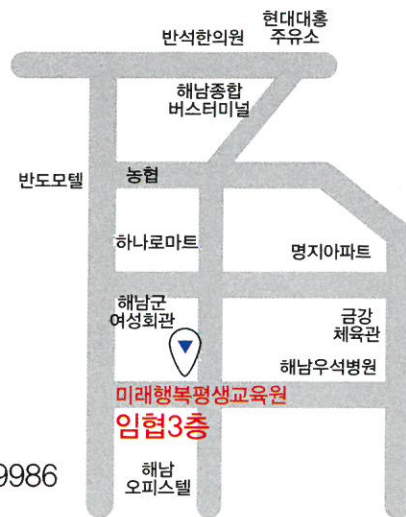 현대대흥
주유소
반석한의원
해남종합
버스터미널
반도모텔
농협
하나로마트
명지아파트
해남군
여성회관
금강
체육관
해남우석병원
미래행복평생교육원
임협3층
9986
해남
오피스텔